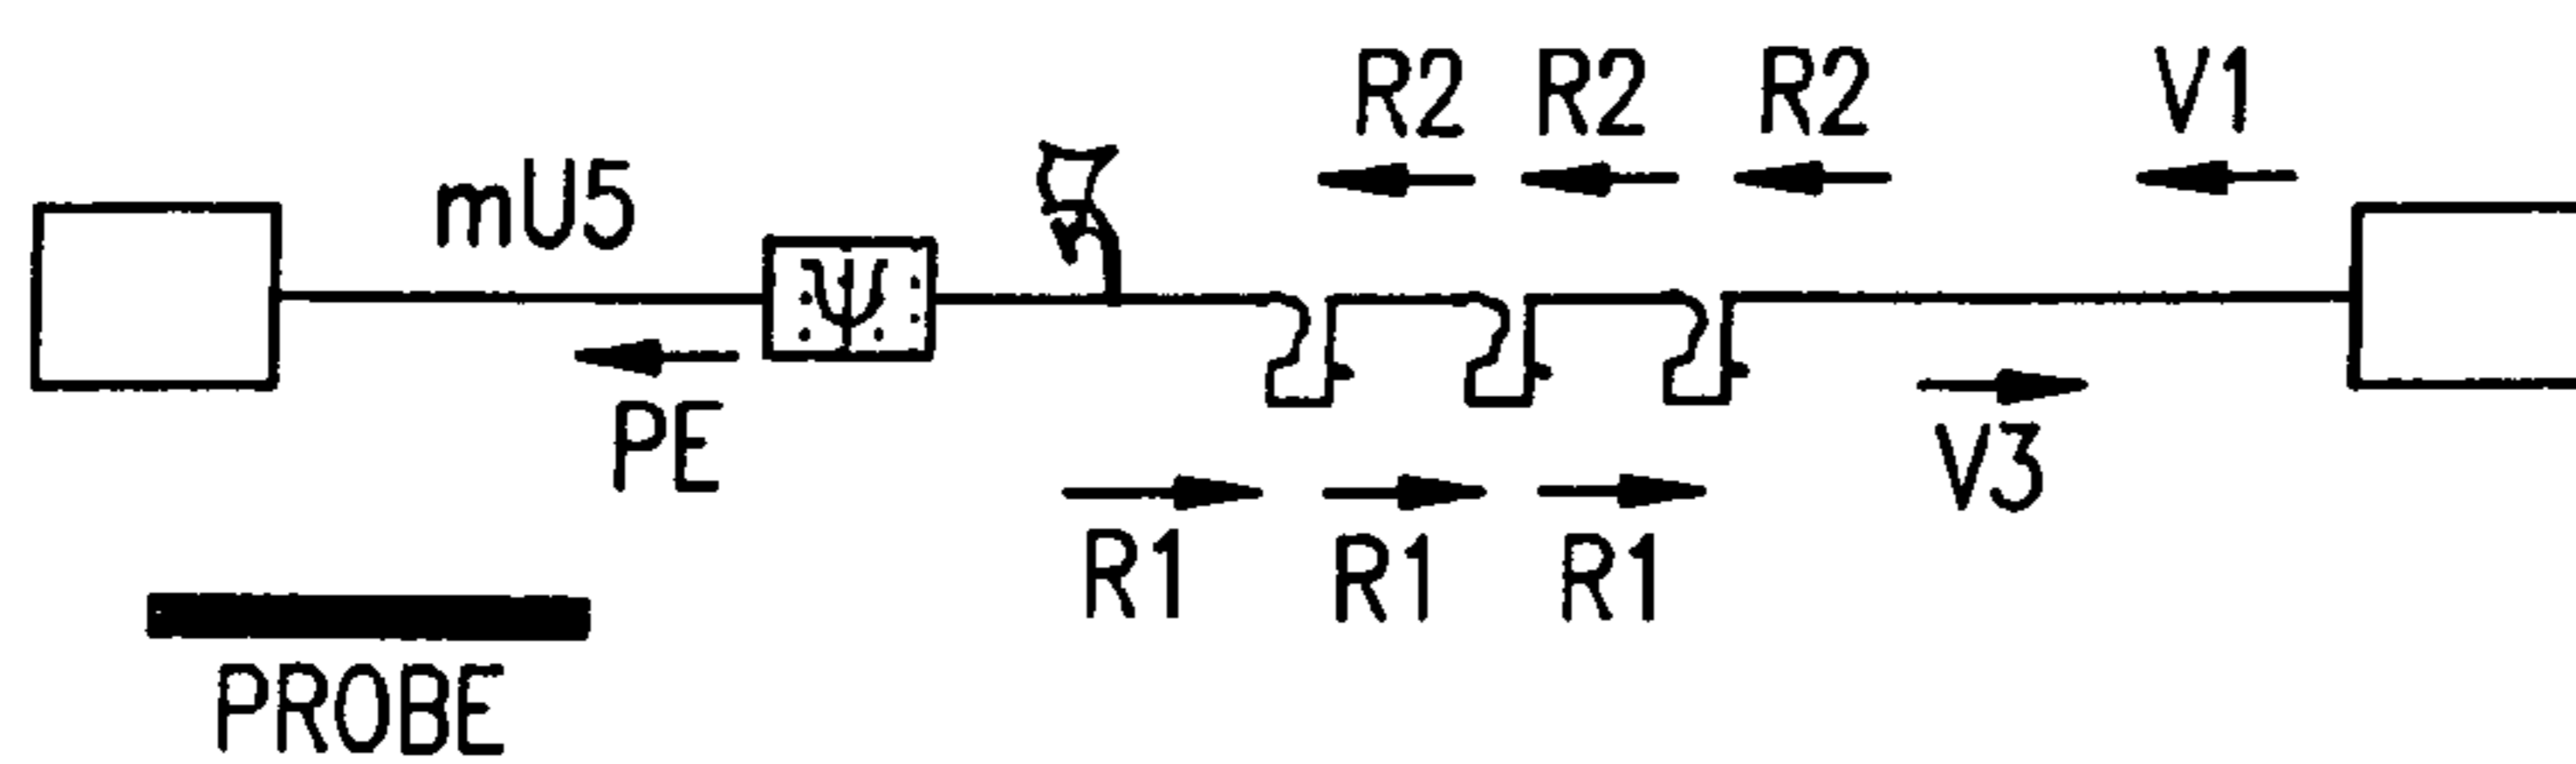 R2 R2 R2 V1
mU5
Ψ
PE
V3
R1 R1 R1
PROBE